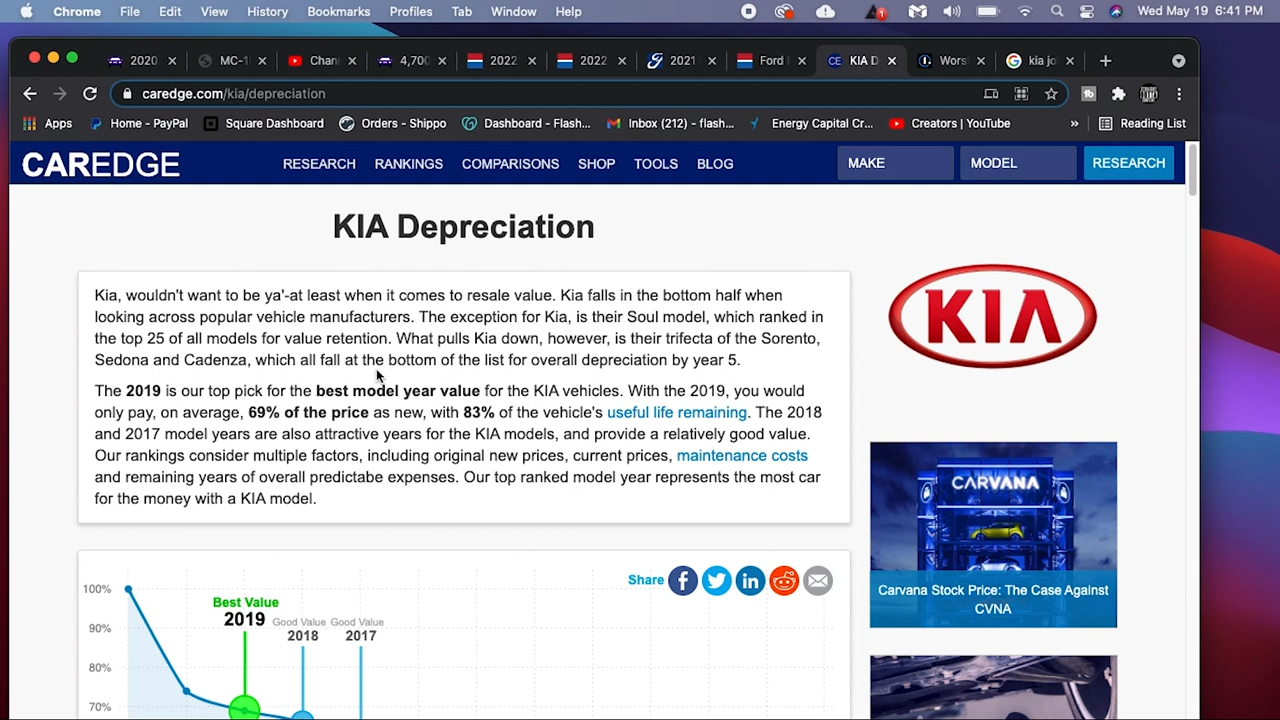 Chrome File Edit View History Bookmarks Profiles Tab Window Help 1 Wed May 19 6:41 PM
2020 MC-1 Chan 4,700 2022 2022 2021 Ford KIA D Wors kia jo
caredge.com/kia/depreciation
Apps Home - PayPal Square Dashboard Orders - Shippo Dashboard - Flash... Inbox (212) - flash... Energy Capital Cr... Creators | YouTube » Reading List
CAREDGE RESEARCH RANKINGS COMPARISONS SHOP TOOLS BLOG MAKE MODEL RESEARCH
KIA Depreciation
Kia, wouldn't want to be ya'-at least when it comes to resale value. Kia falls in the bottom half when
looking across popular vehicle manufacturers. The exception for Kia, is their Soul model, which ranked in
the top 25 of all models for value retention. What pulls Kia down, however, is their trifecta of the Sorento,
Sedona and Cadenza, which all fall at the bottom of the list for overall depreciation by year 5.
The 2019 is our top pick for the best model year value for the KIA vehicles. With the 2019, you would
only pay, on average, 69% of the price as new, with 83% of the vehicle's useful life remaining. The 2018
and 2017 model years are also attractive years for the KIA models, and provide a relatively good value.
Our rankings consider multiple factors, including original new prices, current prices, maintenance costs
and remaining years of overall predictabe expenses. Our top ranked model year represents the most car
for the money with a KIA model.
KIA
CARVANA
Carvana Stock Price: The Case Against
CVNA
Share
100%
90%
80%
70%
Best Value
2019
Good Value
2018
Good Value
2017